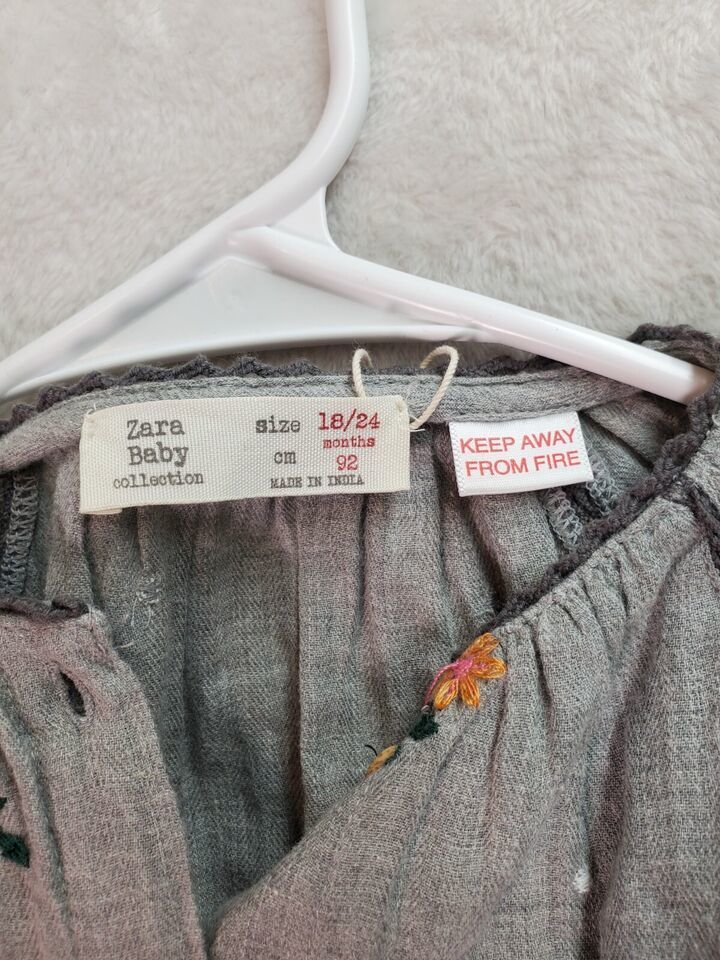 Zara
Baby
collection
size 18/24
months
cm 92
MADE IN INDIA
KEEP AWAY
FROM FIRE